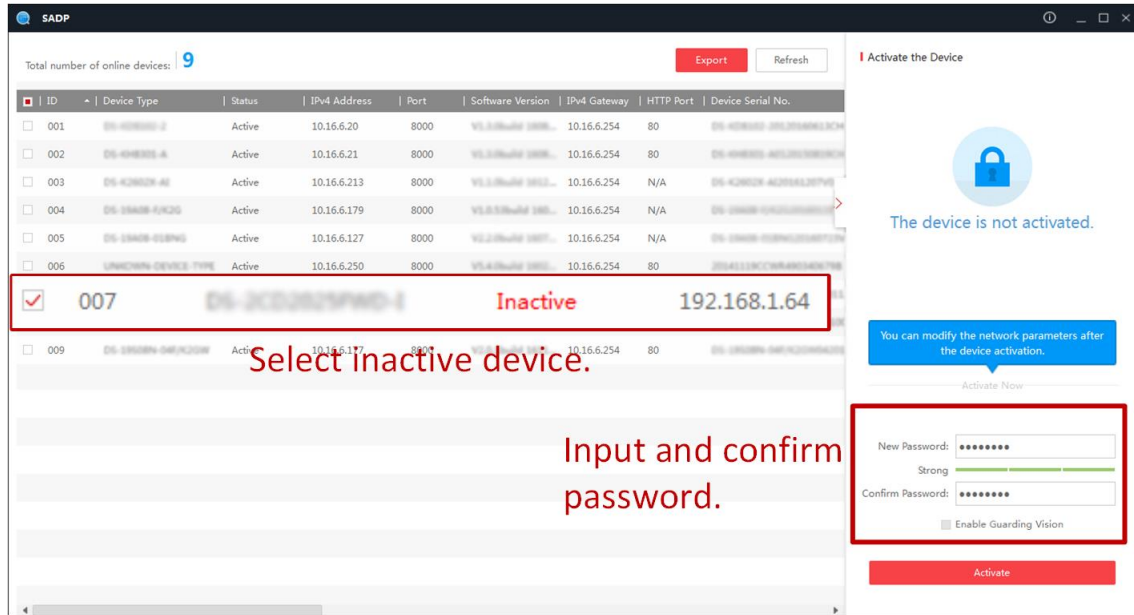 SADP
Total number of online devices: 9
Export
Refresh
ID Device Type Status IPv4 Address Port Software Version IPv4 Gateway HTTP Port Device Serial No.
001 Active 10.16.6.20 8000 10.16.6.254 80
002 Active 10.16.6.21 8000 10.16.6.254 80
003 Active 10.16.6.213 8000 10.16.6.254 N/A
004 Active 10.16.6.179 8000 10.16.6.254 N/A
005 Active 10.16.6.127 8000 10.16.6.254 N/A
006 Active 10.16.6.250 8000 10.16.6.254 80
007 Inactive 192.168.1.64
009 Active 10.16.6.177 8000 10.16.6.254 80
Select inactive device.
Input and confirm
password.
Activate the Device
The device is not activated.
You can modify the network parameters after
the device activation.
Activate Now
New Password: ●●●●●●●●
Strong
Confirm Password: ●●●●●●●●
Enable Guarding Vision
Activate